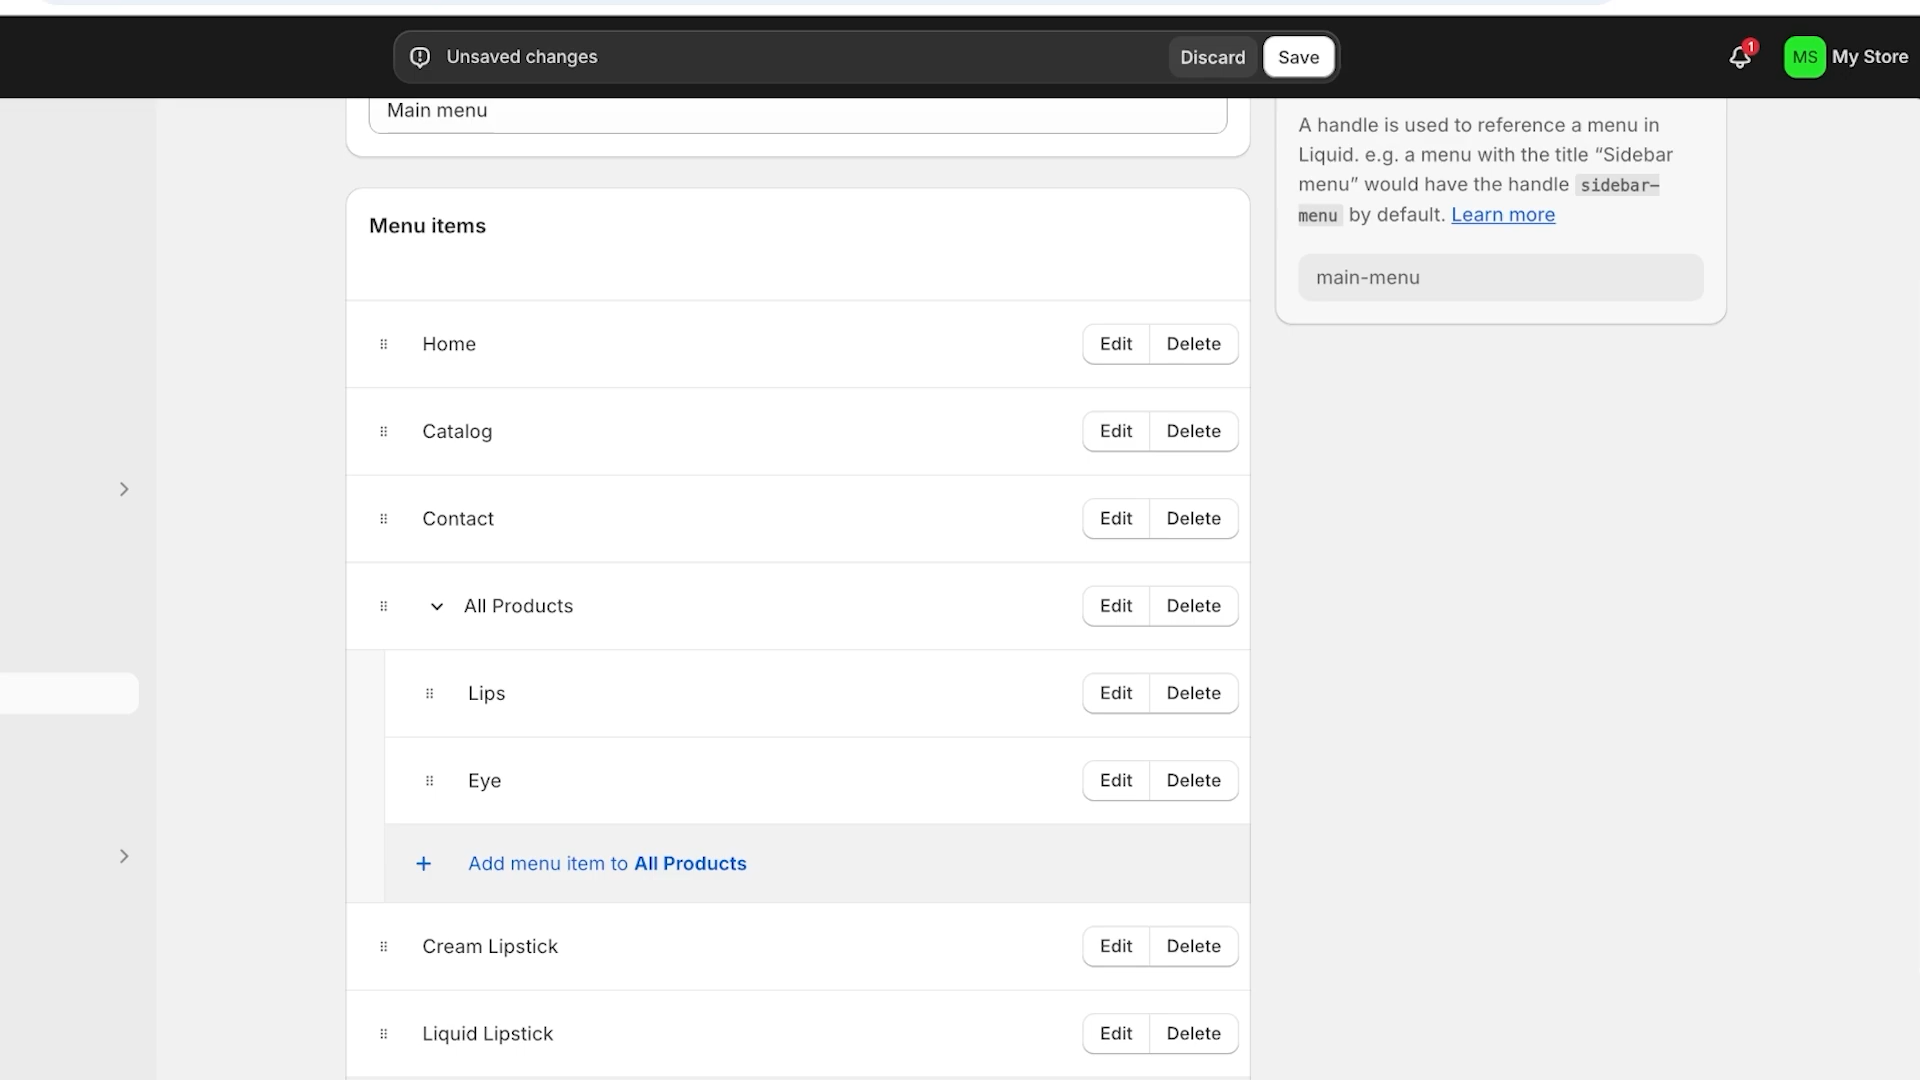 Unsaved changes
Discard
Save
1
MS
My Store
Main menu
A handle is used to reference a menu in
Liquid. e.g. a menu with the title “Sidebar
menu” would have the handle sidebar-
menu by default. Learn more
main-menu
Menu items
Home
Edit
Delete
Catalog
Edit
Delete
Contact
Edit
Delete
All Products
Edit
Delete
Lips
Edit
Delete
Eye
Edit
Delete
+ Add menu item to All Products
Cream Lipstick
Edit
Delete
Liquid Lipstick
Edit
Delete